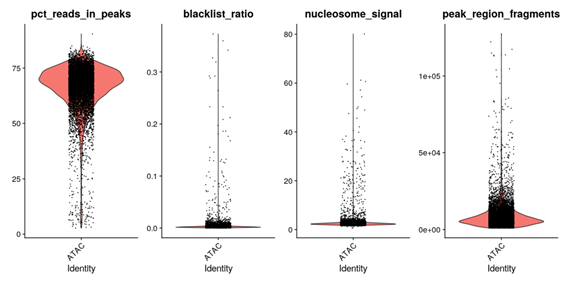 pct_reads_in_peaks
75
50
25
0
ATAC
Identity
blacklist_ratio
0.3
0.2
0.1
0.0
ATAC
Identity
nucleosome_signal
80
60
40
20
0
ATAC
Identity
peak_region_fragments
1e+05
5e+04
0e+00
ATAC
Identity